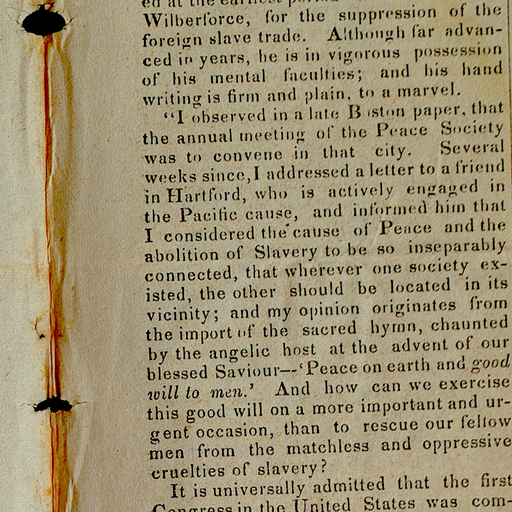 ed at the earliest
Wilberforce, for the suppression of the
foreign slave trade. Although far advan-
ced in years, he is in vigorous possession
of his mental faculties; and his hand
writing is firm and plain, to a marvel.
"I observed in a late Boston paper, that
the annual meeting of the Peace Society
was to convene in that city. Several
weeks since, I addressed a letter to a friend
in Hartford, who is actively engaged in
the Pacific cause, and informed him that
I considered the cause of Peace and the
abolition of Slavery to be so inseparably
connected, that wherever one society ex-
isted, the other should be located in its
vicinity; and my opinion originates from
the import of the sacred hymn, chaunted
by the angelic host at the advent of our
blessed Saviour—'Peace on earth and good
will to men.' And how can we exercise
this good will on a more important and ur-
gent occasion, than to rescue our fellow
men from the matchless and oppressive
cruelties of slavery?
It is universally admitted that the first
Congress in the United States was com-